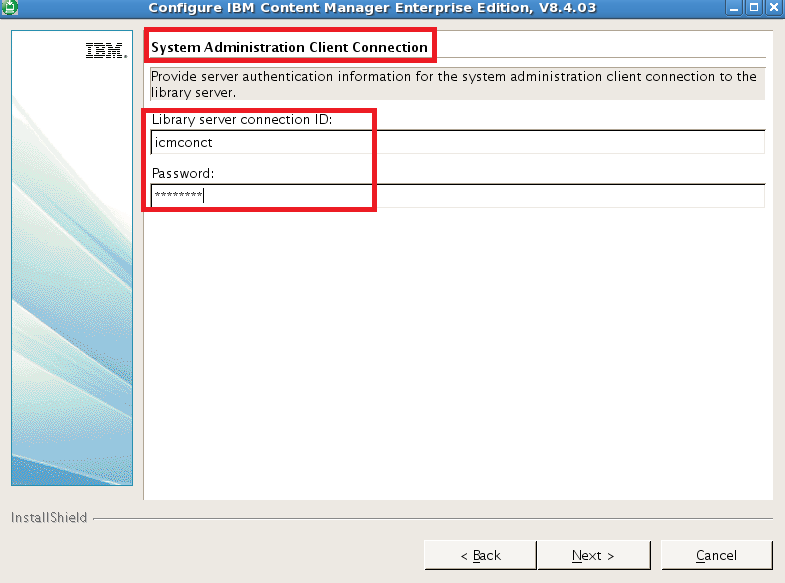 Configure IBM Content Manager Enterprise Edition, V8.4.03
IBM.
System Administration Client Connection
Provide server authentication information for the system administration client connection to the
library server.
Library server connection ID:
icmconct
Password:
********
InstallShield
< Back
Next >
Cancel